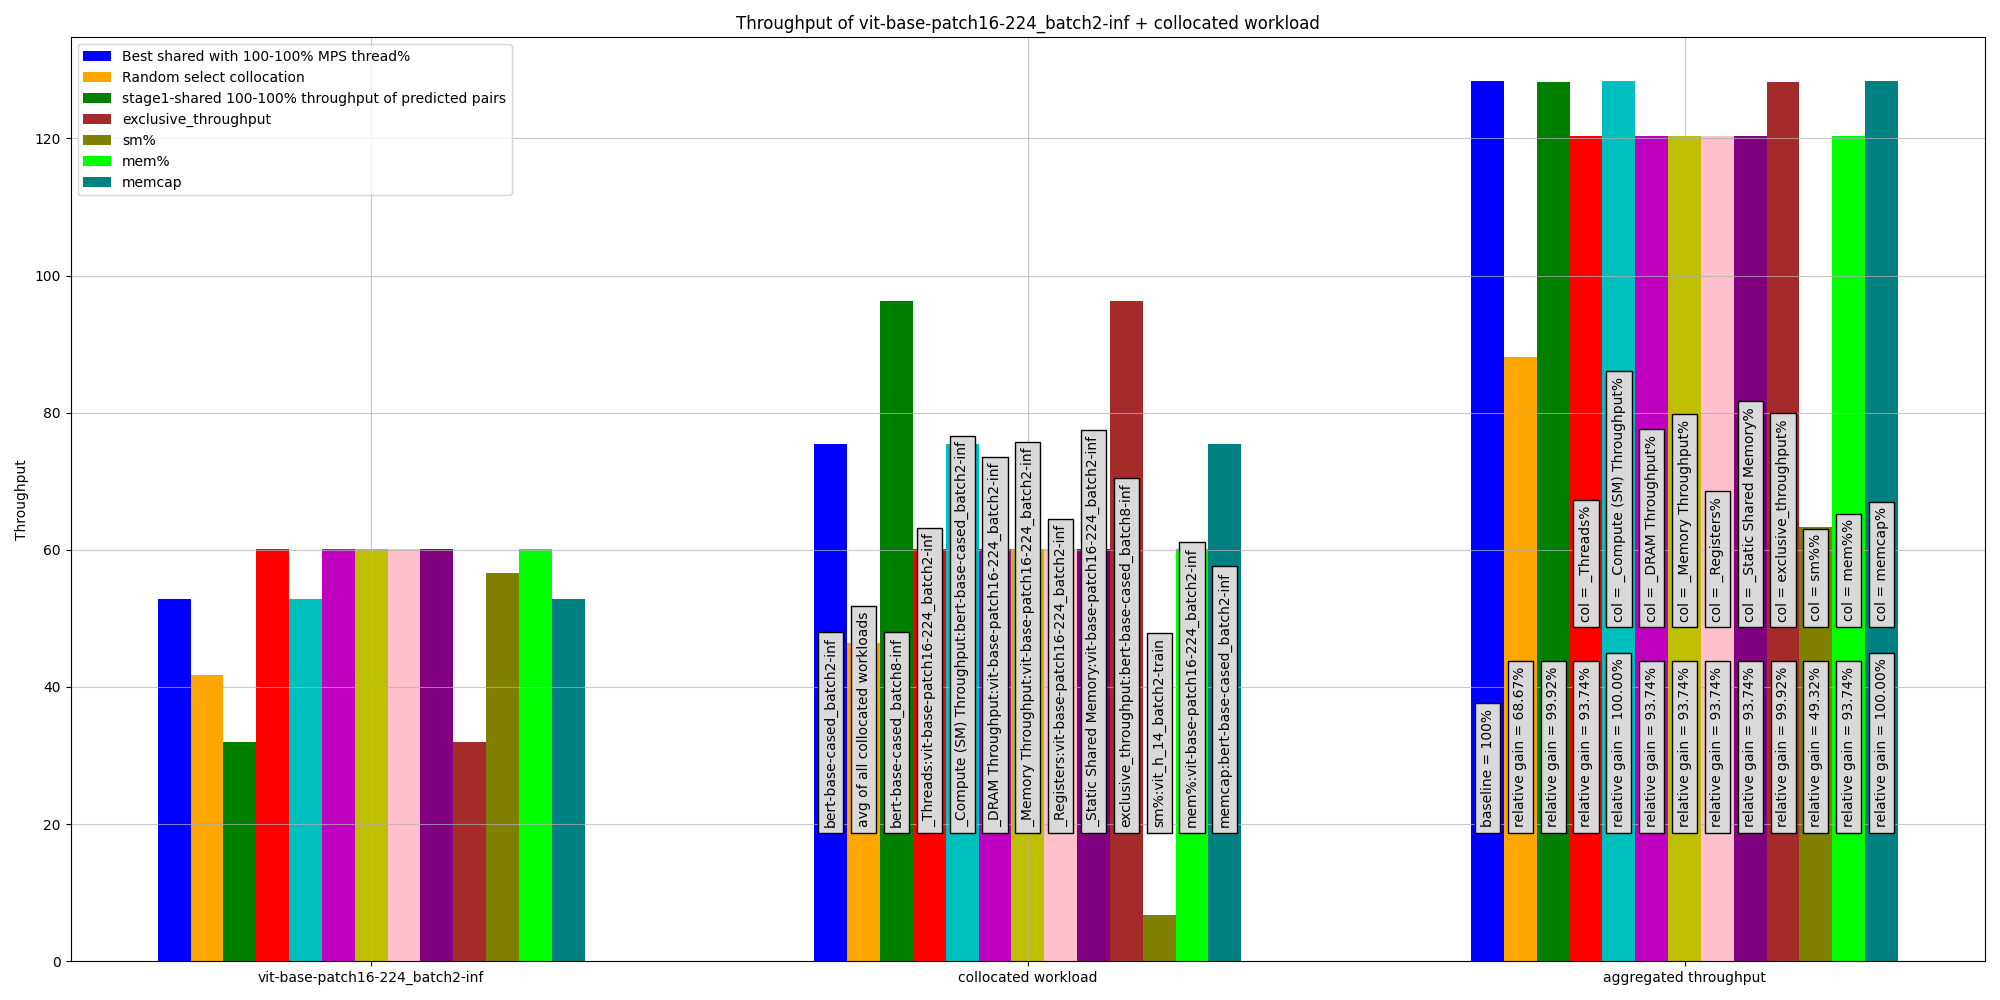 Throughput of vit-base-patch16-224_batch2-inf + collocated workload
Best shared with 100-100% MPS thread%
Random select collocation
stage1-shared 100-100% throughput of predicted pairs
exclusive_throughput
sm%
mem%
memcap
Throughput
120
100
80
60
40
20
0
bert-base-cased_batch2-inf
avg of all collocated workloads
bert-base-cased_batch8-inf
_Threads:vit-base-patch16-224_batch2-inf
_Compute (SM) Throughput:bert-base-cased_batch2-inf
_DRAM Throughput:vit-base-patch16-224_batch2-inf
_Memory Throughput:vit-base-patch16-224_batch2-inf
_Registers:vit-base-patch16-224_batch2-inf
_Static Shared Memory:vit-base-patch16-224_batch2-inf
exclusive_throughput:bert-base-cased_batch8-inf
sm%:vit_h_14_batch2-train
mem%:vit-base-patch16-224_batch2-inf
memcap:bert-base-cased_batch2-inf
col = _Threads%
col = _Compute (SM) Throughput%
col = _DRAM Throughput%
col = _Memory Throughput%
col = _Registers%
col = _Static Shared Memory%
col = exclusive_throughput%
col = sm%%
col = mem%%
col = memcap%
baseline = 100%
relative gain = 68.67%
relative gain = 99.92%
relative gain = 93.74%
relative gain = 100.00%
relative gain = 93.74%
relative gain = 93.74%
relative gain = 93.74%
relative gain = 93.74%
relative gain = 99.92%
relative gain = 49.32%
relative gain = 93.74%
relative gain = 100.00%
vit-base-patch16-224_batch2-inf
collocated workload
aggregated throughput